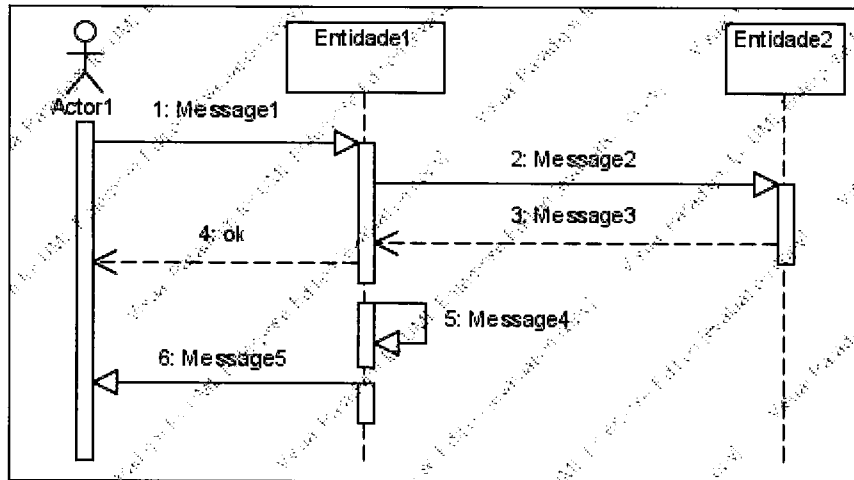 Entidade1
Entidade2
Actor1
1: Message1
2: Message2
3: Message3
4: ok
5: Message4
6: Message5